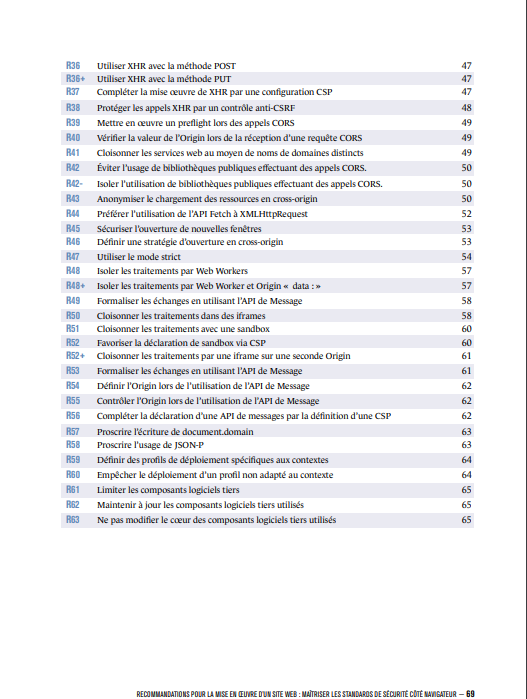 R36 Utiliser XHR avec la méthode POST 47
R36+ Utiliser XHR avec la méthode PUT 47
R37 Compléter la mise œuvre de XHR par une configuration CSP 47
R38 Protéger les appels XHR par un contrôle anti-CSRF 48
R39 Mettre en œuvre un preflight lors des appels CORS 49
R40 Vérifier la valeur de l'Origin lors de la réception d'une requête CORS 49
R41 Cloisonner les services web au moyen de noms de domaines distincts 49
R42 Éviter l'usage de bibliothèques publiques effectuant des appels CORS. 50
R42- Isoler l'utilisation de bibliothèques publiques effectuant des appels CORS. 50
R43 Anonymiser le chargement des ressources en cross-origin 50
R44 Préférer l'utilisation de l'API Fetch à XMLHttpRequest 52
R45 Sécuriser l'ouverture de nouvelles fenêtres 53
R46 Définir une stratégie d'ouverture en cross-origin 53
R47 Utiliser le mode strict 54
R48 Isoler les traitements par Web Workers 57
R48+ Isoler les traitements par Web Worker et Origin « data : » 57
R49 Formaliser les échanges en utilisant l'API de Message 58
R50 Cloisonner les traitements dans des iframes 58
R51 Cloisonner les traitements avec une sandbox 60
R52 Favoriser la déclaration de sandbox via CSP 60
R52+ Cloisonner les traitements par une iframe sur une seconde Origin 61
R53 Formaliser les échanges en utilisant l'API de Message 61
R54 Définir l'Origin lors de l'utilisation de l'API de Message 62
R55 Contrôler l'Origin lors de l'utilisation de l'API de Message 62
R56 Compléter la déclaration d'une API de messages par la définition d'une CSP 62
R57 Proscrire l'écriture de document.domain 63
R58 Proscrire l'usage de JSON-P 63
R59 Définir des profils de déploiement spécifiques aux contextes 64
R60 Empêcher le déploiement d'un profil non adapté au contexte 64
R61 Limiter les composants logiciels tiers 65
R62 Maintenir à jour les composants logiciels tiers utilisés 65
R63 Ne pas modifier le cœur des composants logiciels tiers utilisés 65
RECOMMANDATIONS POUR LA MISE EN ŒUVRE D'UN SITE WEB : MAÎTRISER LES STANDARDS DE SÉCURITÉ CÔTÉ NAVIGATEUR – 69